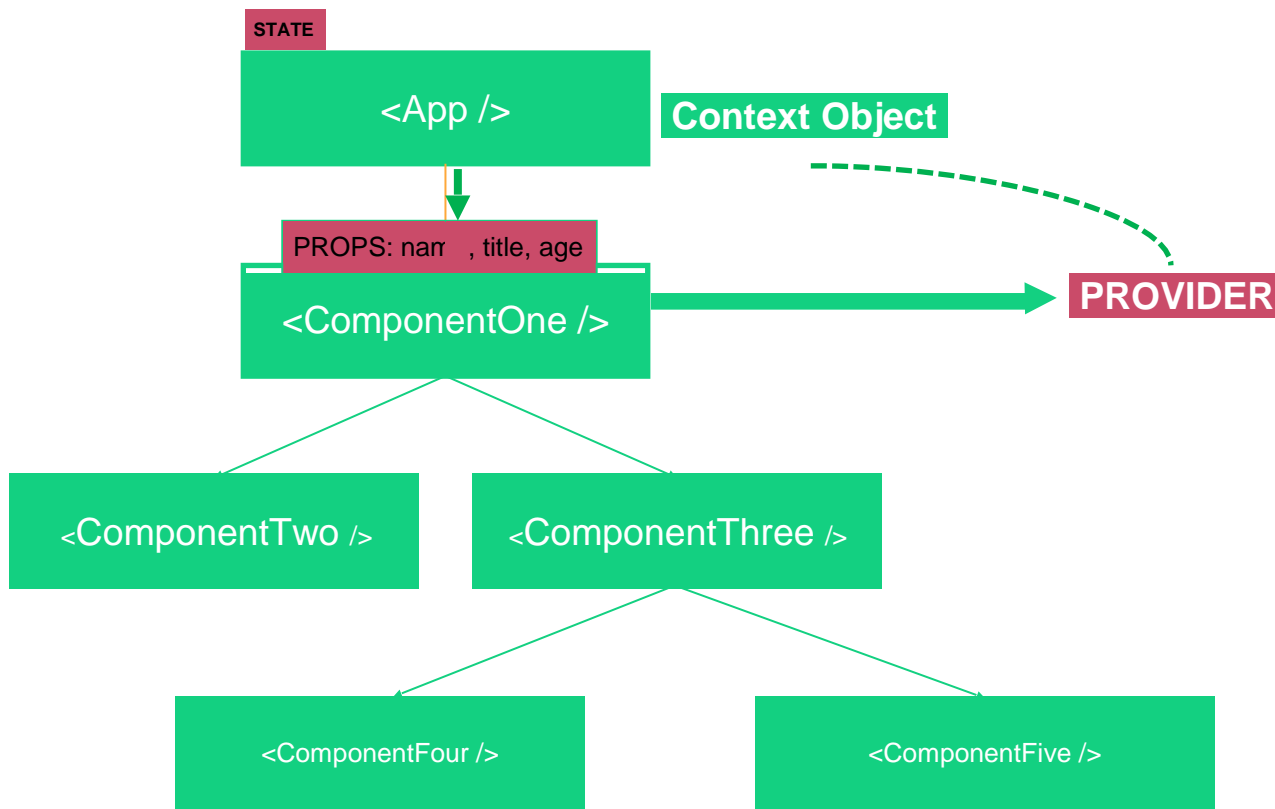 STATE
<App />
Context Object
PROPS: nam , title, age
PROVIDER
<ComponentOne />
<ComponentTwo />
<ComponentThree />
<ComponentFour />
<ComponentFive />